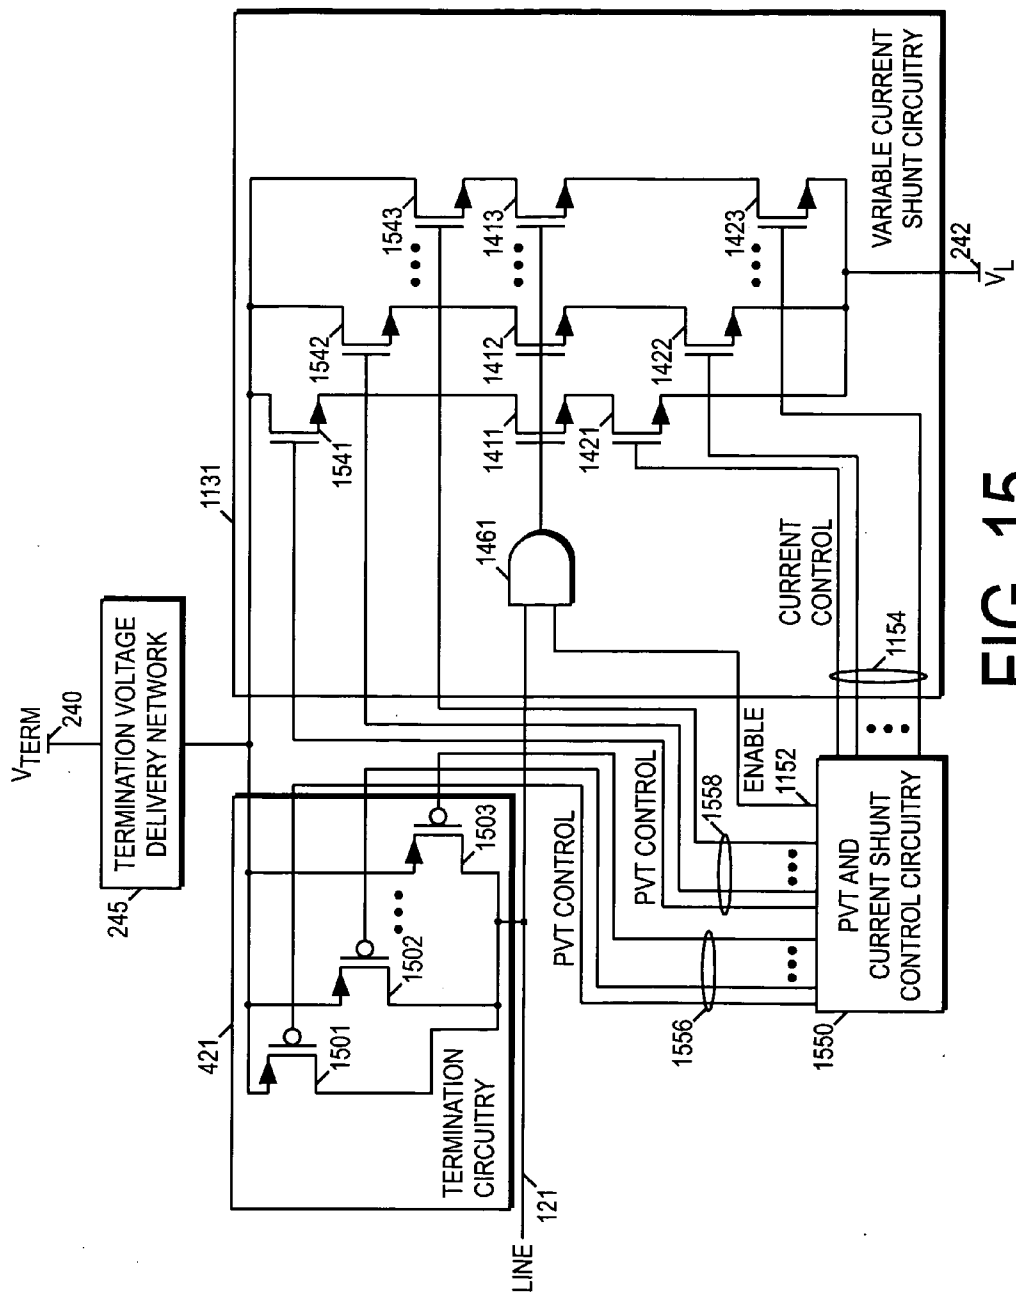 V_TERM
240
TERMINATION VOLTAGE
DELIVERY NETWORK
245
421
1501
1502
1503
TERMINATION
CIRCUITRY
LINE
121
1131
1541
1542
1543
1411
1412
1413
1421
1422
1423
1461
VARIABLE CURRENT
SHUNT CIRCUITRY
242
V_L
CURRENT
CONTROL
1154
ENABLE
1152
PVT CONTROL
1558
PVT CONTROL
1556
PVT AND
CURRENT SHUNT
CONTROL CIRCUITRY
1550
FIG. 15